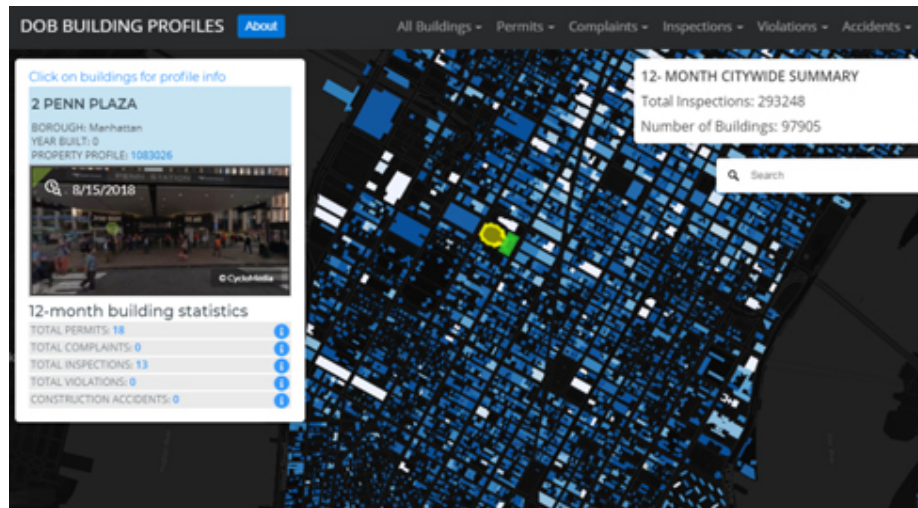 DOB BUILDING PROFILES About All Buildings Permits Complaints Inspections Violations Accidents
Click on buildings for profile info
2 PENN PLAZA
BOROUGH: Manhattan
YEAR BUILT: 0
PROPERTY PROFILE: 1083026
PENN STATION
8/15/2018
© CycloMedia
12-month building statistics
TOTAL PERMITS: 18
TOTAL COMPLAINTS: 0
TOTAL INSPECTIONS: 13
TOTAL VIOLATIONS: 0
CONSTRUCTION ACCIDENTS: 0
12- MONTH CITYWIDE SUMMARY
Total Inspections: 293248
Number of Buildings: 97905
Search